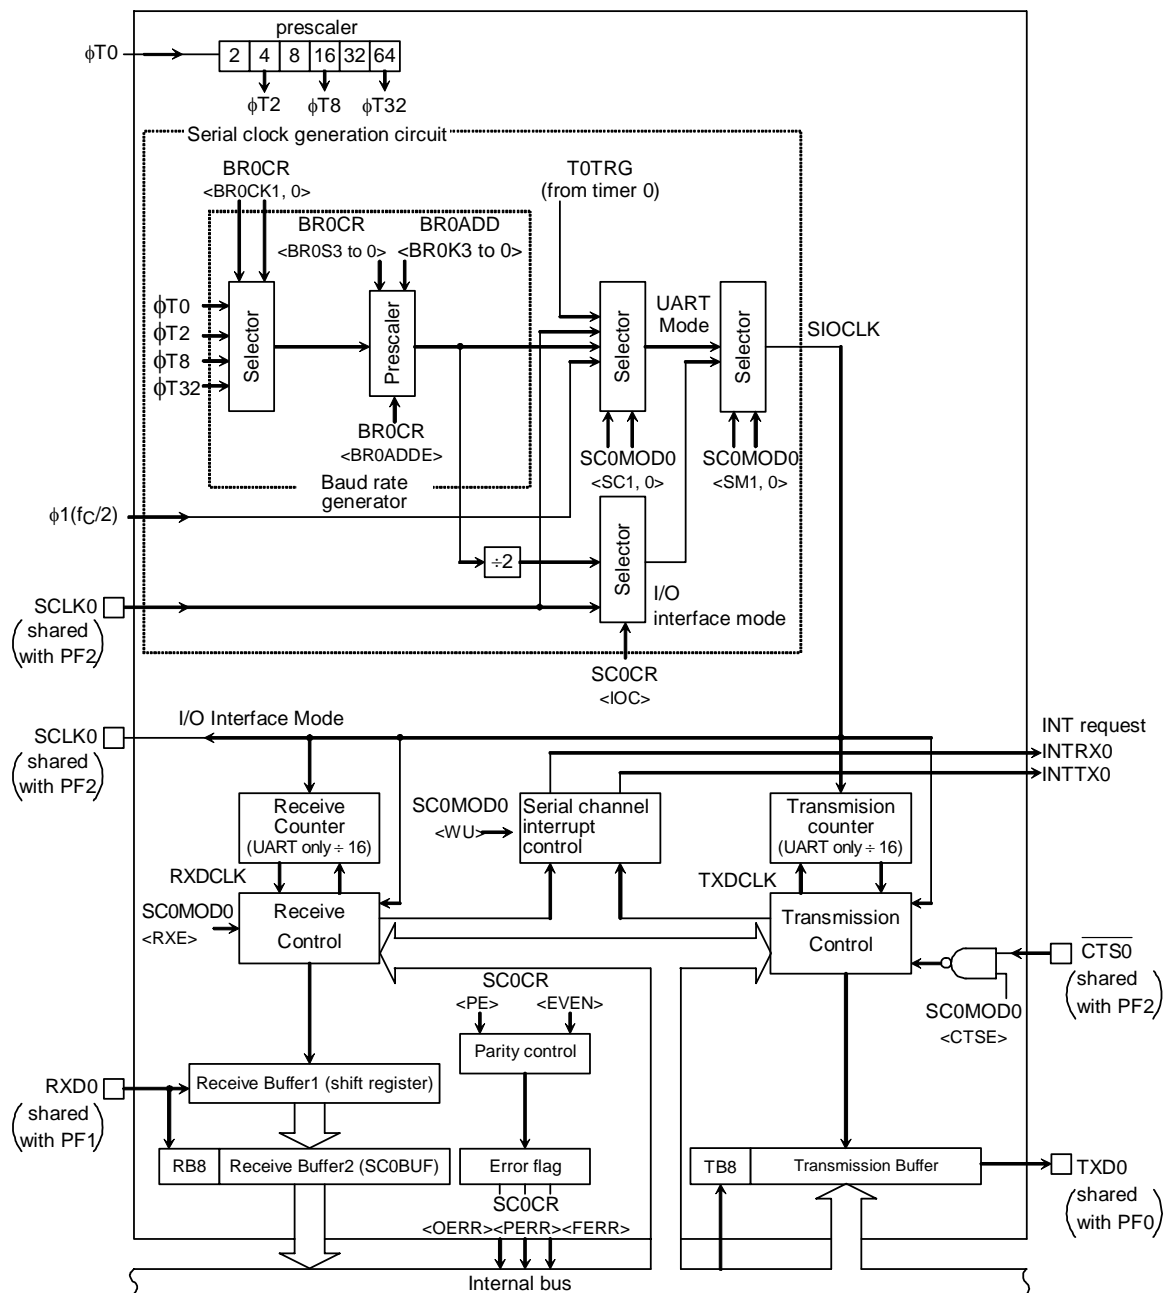 prescaler
ϕT0
2 4 8 16 32 64
ϕT2 ϕT8 ϕT32
Serial clock generation circuit
BR0CR
<BR0CK1, 0>
T0TRG
(from timer 0)
BR0CR
<BR0S3 to 0>
BR0ADD
<BR0K3 to 0>
ϕT0
ϕT2
ϕT8
ϕT32
Selector
Prescaler
Selector
UART
Mode
Selector
SIOCLK
BR0CR
<BR0ADDE>
SC0MOD0
<SC1, 0>
SC0MOD0
<SM1, 0>
Baud rate
generator
ϕ1(fC/2)
÷2
Selector
I/O
interface mode
SCLK0
(shared
with PF2)
SC0CR
<IOC>
I/O Interface Mode
SCLK0
(shared
with PF2)
INT request
INTRX0
INTTX0
Receive
Counter
(UART only ÷ 16)
SC0MOD0
<WU>
Serial channel
interrupt
control
Transmision
counter
(UART only ÷ 16)
RXDCLK
TXDCLK
SC0MOD0
<RXE>
Receive
Control
Transmission
Control
CTS0
(shared
with PF2)
SC0MOD0
<CTSE>
SC0CR
<PE> <EVEN>
Parity control
RXD0
(shared
with PF1)
Receive Buffer1 (shift register)
RB8 Receive Buffer2 (SC0BUF)
Error flag
SC0CR
<OERR><PERR><FERR>
TB8 Transmission Buffer
TXD0
(shared
with PF0)
Internal bus